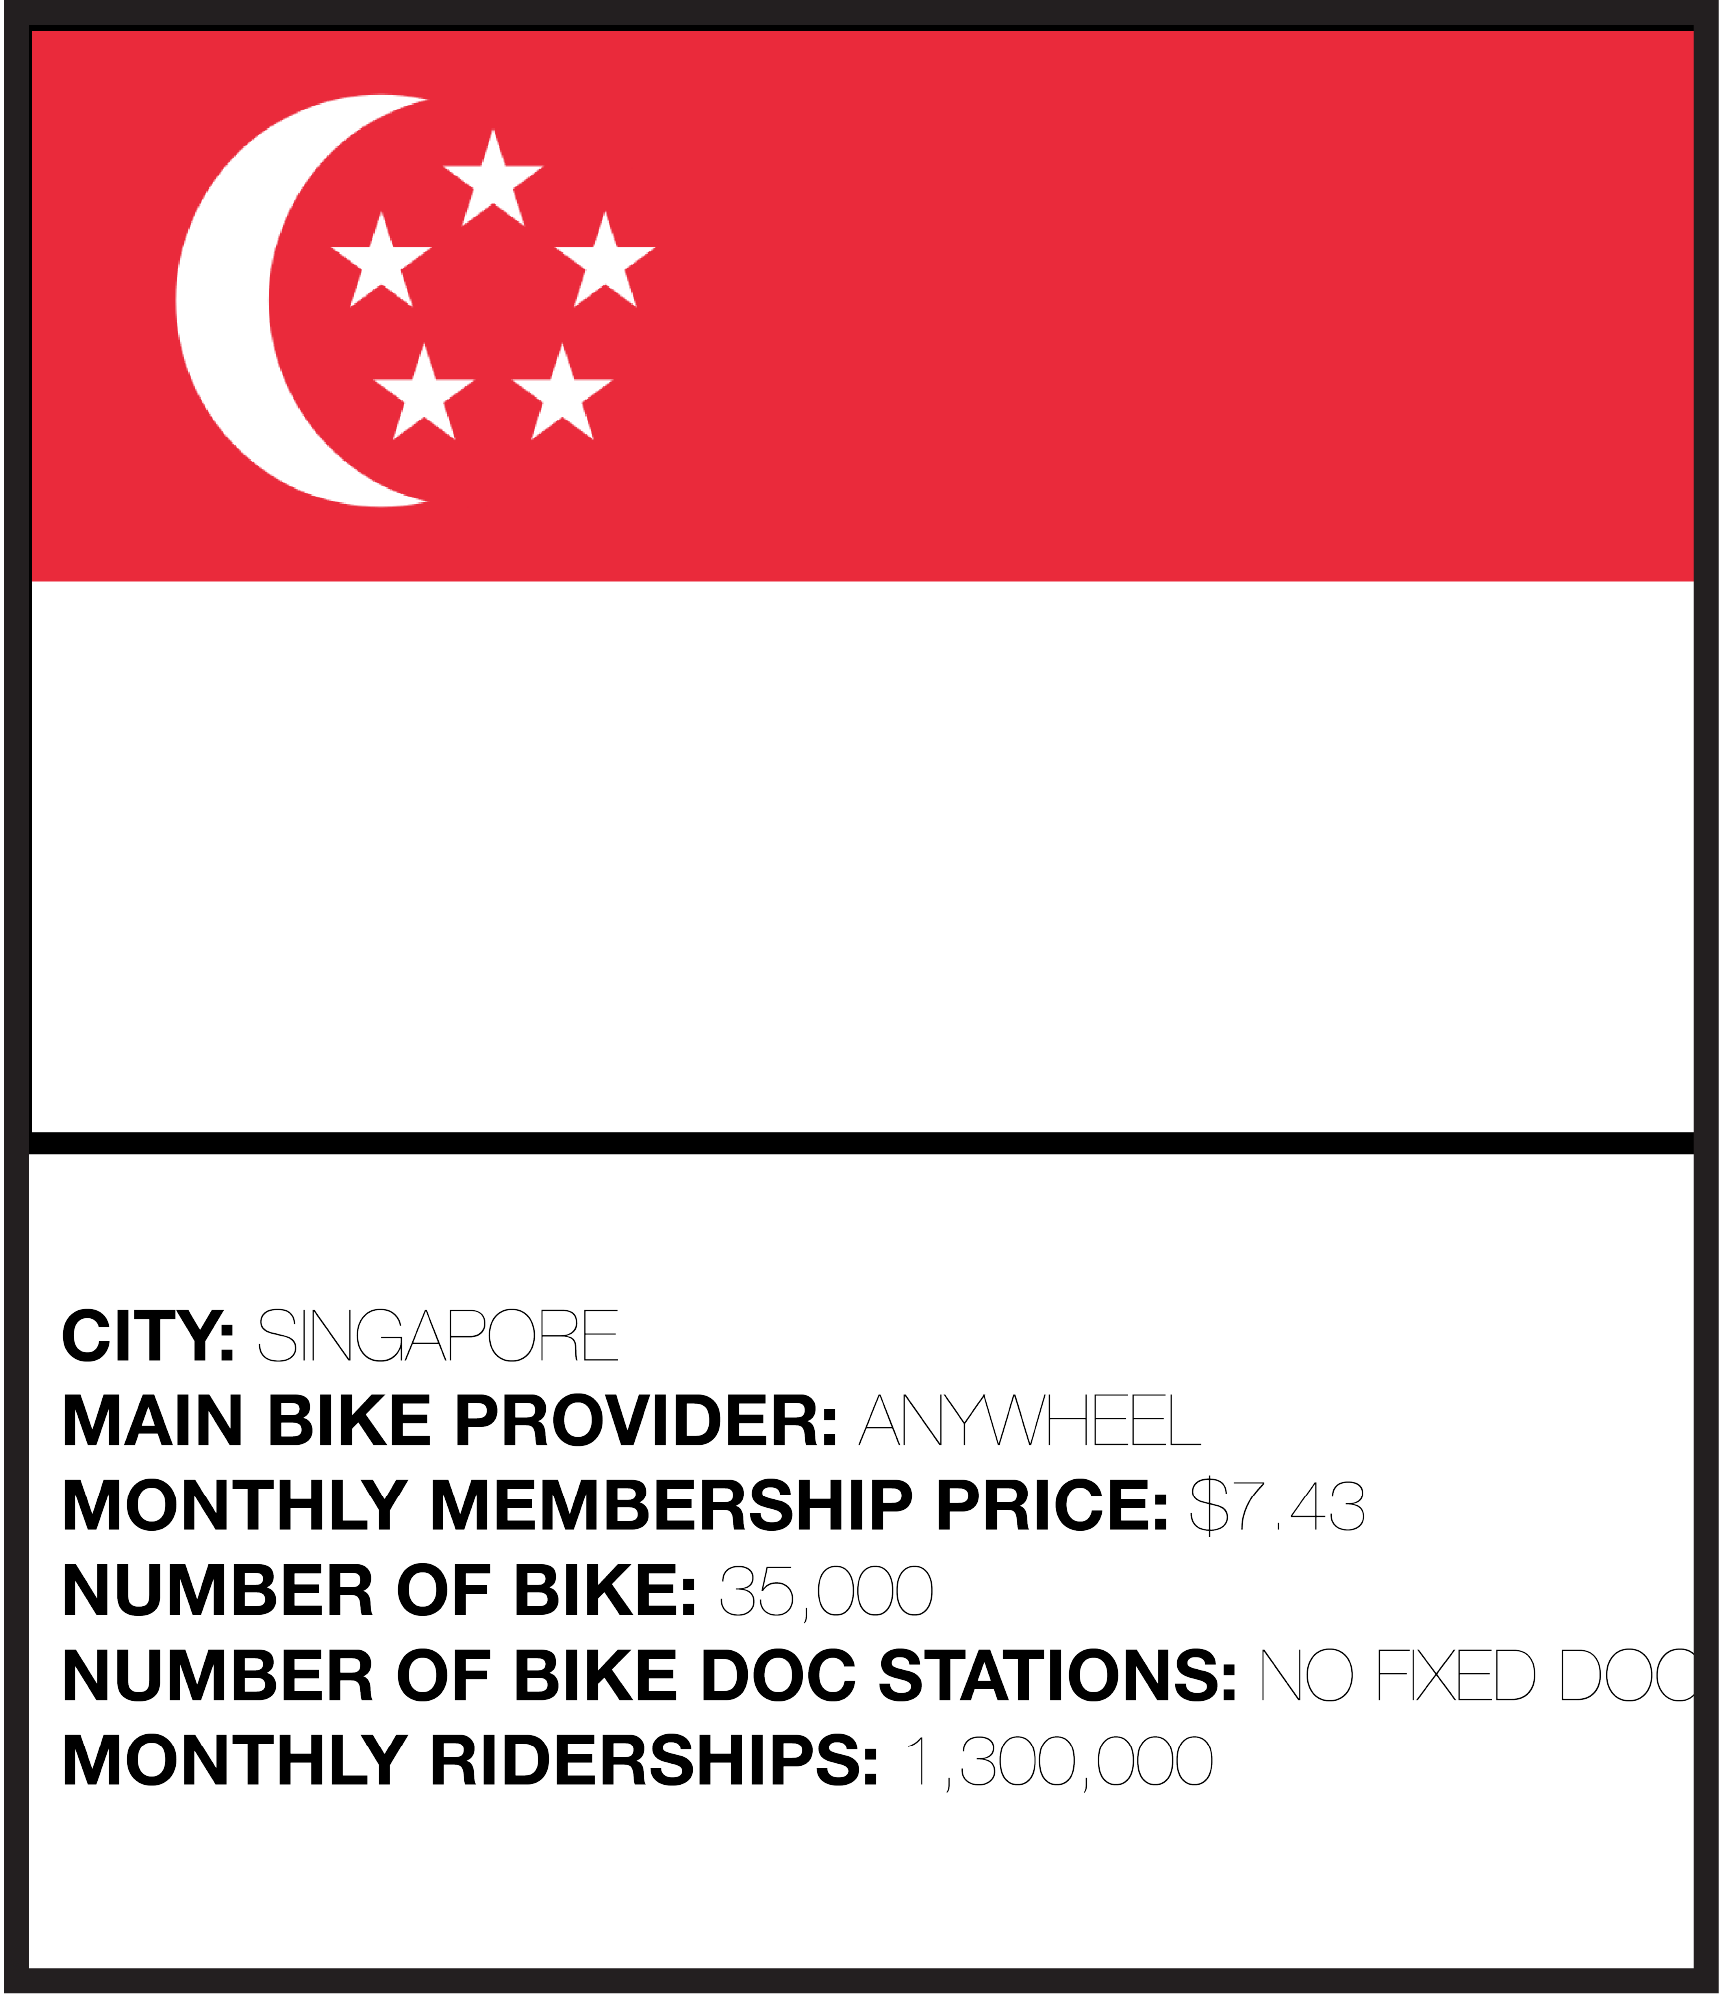 CITY: SINGAPORE
MAIN BIKE PROVIDER: ANYWHEEL
MONTHLY MEMBERSHIP PRICE: $7.43
NUMBER OF BIKE: 35,000
NUMBER OF BIKE DOC STATIONS: NO FIXED DOC
MONTHLY RIDERSHIPS: 1,300,000